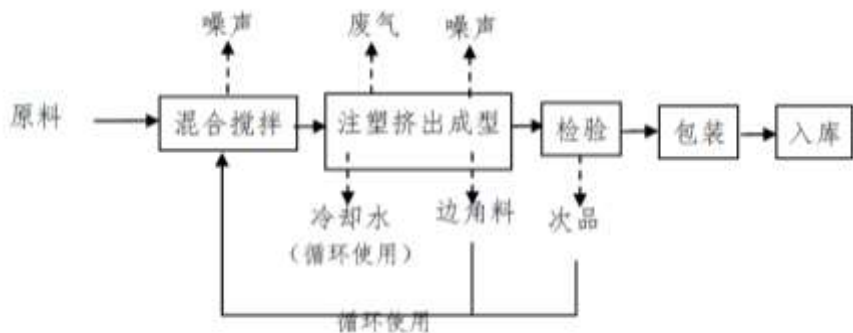 噪声
废气
噪声
原料
混合搅拌
注塑挤出成型
检验
包装
入库
冷却水
（循环使用）
边角料
次品
循环使用